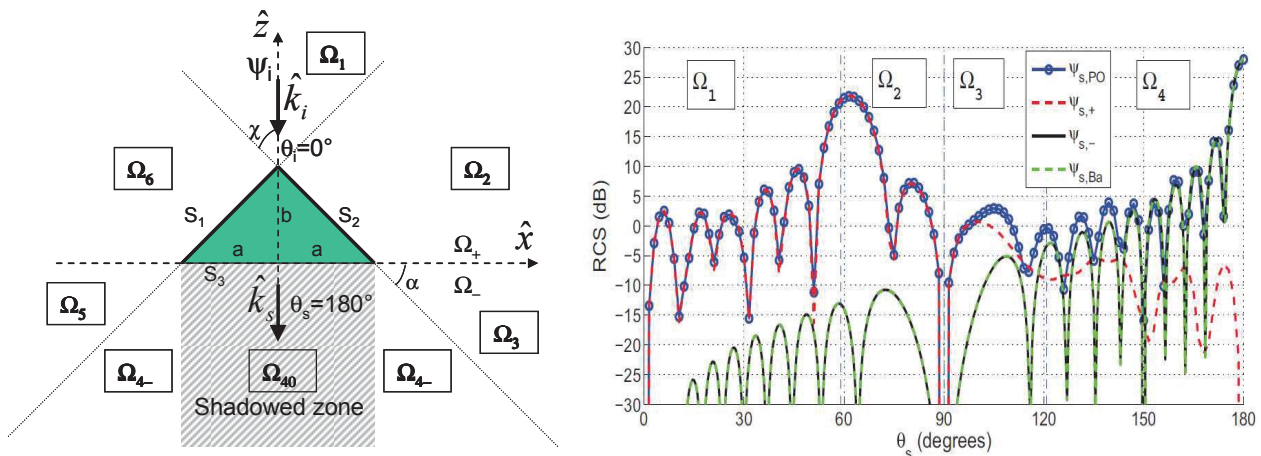 ẑ
Ψᵢ
Ω₁
k̂ᵢ
χ
θᵢ=0°
Ω₆
Ω₂
S₁
b
S₂
a
a
x̂
Ω₊
S₃
Ω₋
α
Ω₅
k̂ₛ
θₛ=180°
Ω₃
Ω₄₋
Ω₄₀
Ω₄₋
Shadowed zone
30
25
20
15
10
5
0
−5
−10
−15
−20
−25
−30
RCS (dB)
Ω₁
Ω₂
Ω₃
Ω₄
ψs,PO
ψs,+
ψs,−
ψs,Ba
0 30 60 90 120 150 180
θₛ (degrees)